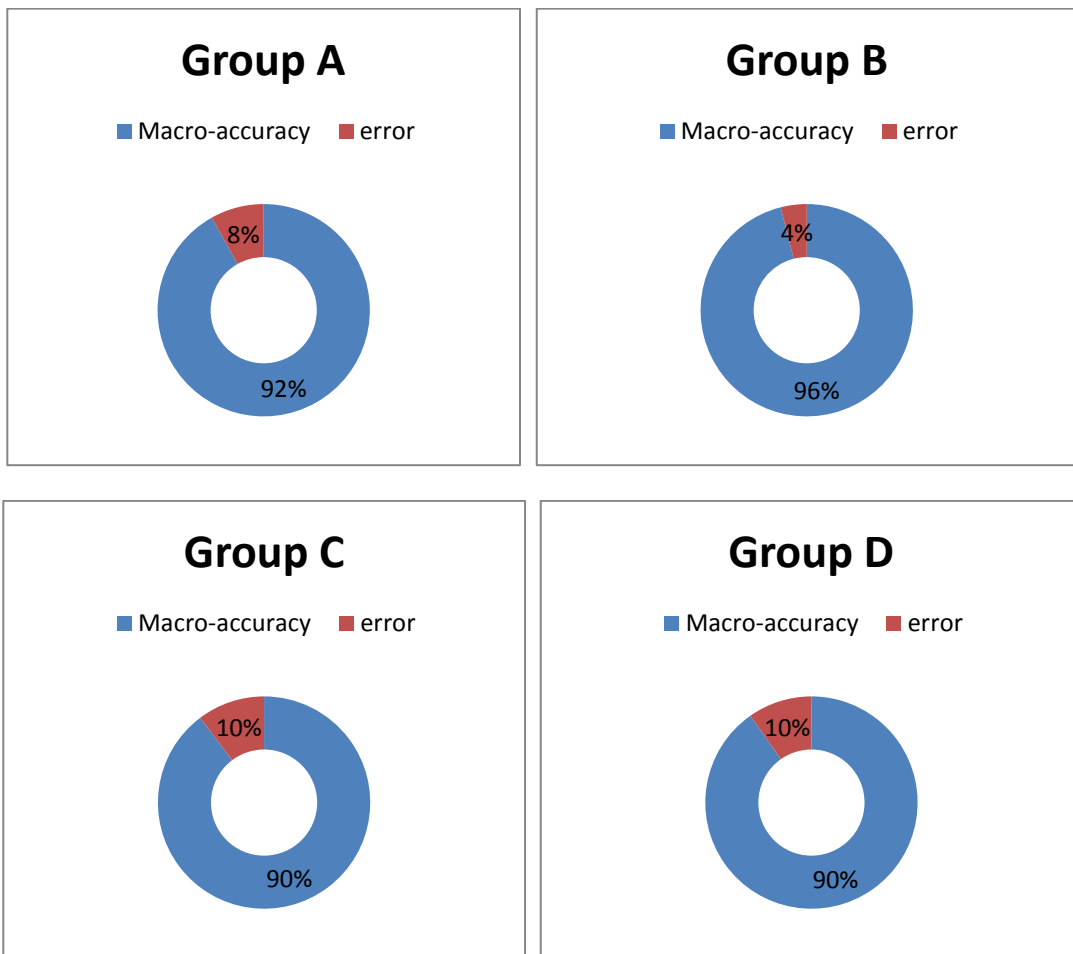 Group A
Macro-accuracy error
8%
92%
Group B
Macro-accuracy error
4%
96%
Group C
Macro-accuracy error
10%
90%
Group D
Macro-accuracy error
10%
90%